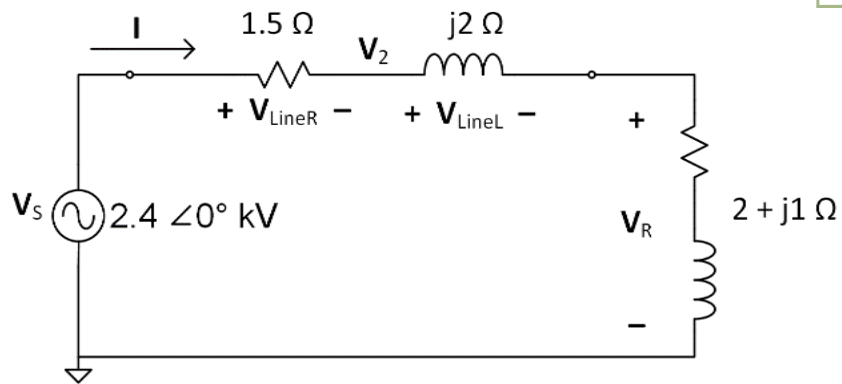 I
1.5 Ω
V2
j2 Ω
+ VLineR −
+ VLineL −
+
VS
2.4 ∠0° kV
VR
2 + j1 Ω
−